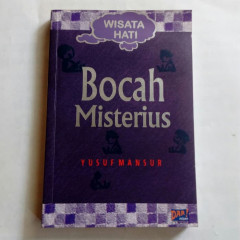 WISATA
HATI
Bocah
Misterius
YUSUF MANSUR